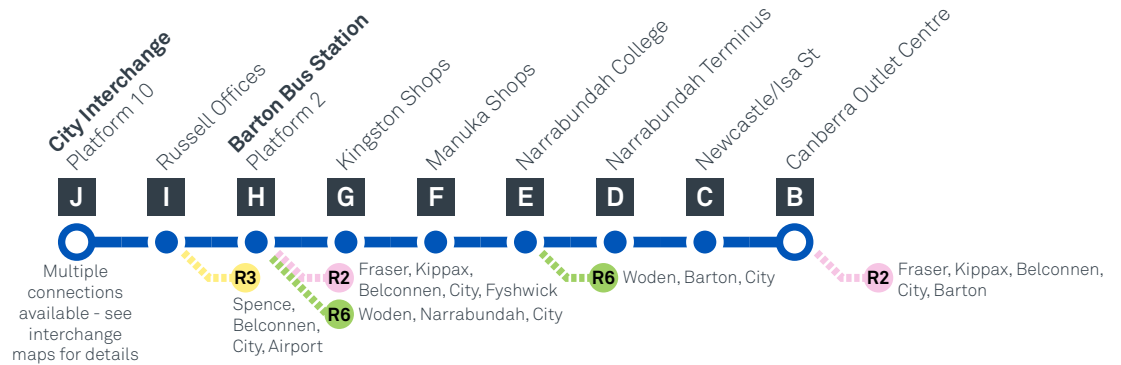 City Interchange
Platform 10
Russell Offices
Barton Bus Station
Platform 2
Kingston Shops
Manuka Shops
Narrabundah College
Narrabundah Terminus
Newcastle/Isa St
Canberra Outlet Centre
J
I
H
G
F
E
D
C
B
Multiple
connections
available - see
interchange
maps for details
R3
Spence,
Belconnen,
City, Airport
R2
Fraser, Kippax,
Belconnen, City, Fyshwick
R6
Woden, Narrabundah, City
R6
Woden, Barton, City
R2
Fraser, Kippax, Belconnen,
City, Barton